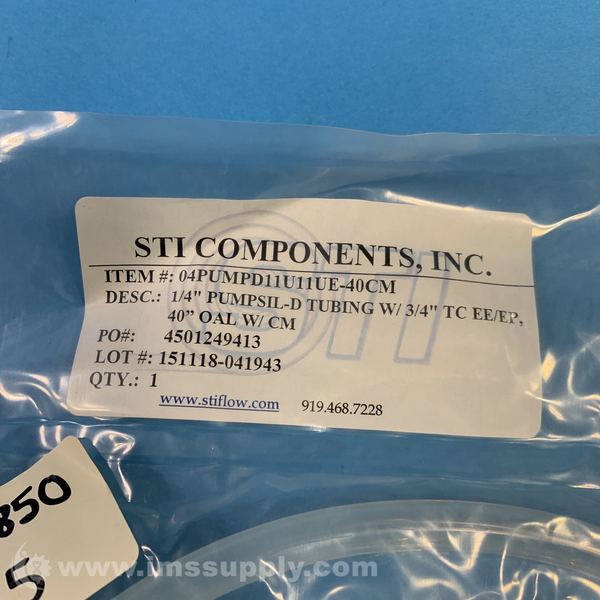 STI COMPONENTS, INC.
ITEM #: 04PUMPD11U11UE-40CM
DESC.: 1/4" PUMPSIL-D TUBING W/ 3/4" TC EE/EP,
40” OAL W/ CM
PO#: 4501249413
LOT #: 151118-041943
QTY.: 1
www.stiflow.com 919.468.7228
STI
850
5
www.imssupply.com